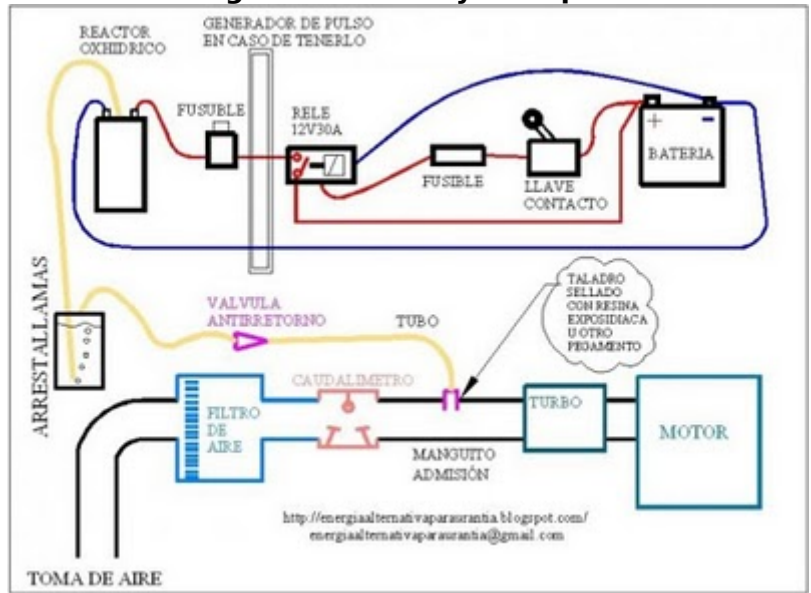 REACTOR
OXHIDRICO
GENERADOR DE PULSO
EN CASO DE TENERLO
FUSUBLE
RELE
12V30A
FUSIBLE
LLAVE
CONTACTO
+ -
BATERIA
ARRESTALLAMAS
VALVULA
ANTIRRETORNO
TUBO
TALADRO
SELLADO
CON RESINA
EXPOSIDIACA
U OTRO
PEGAMENTO
FILTRO
DE
AIRE
CAUDALIMETRO
MANGUITO
ADMISIÓN
TURBO
MOTOR
http://energiaalternativaparaurantia.blogspot.com/
energiaalternativaparaurantia@gmail.com
TOMA DE AIRE